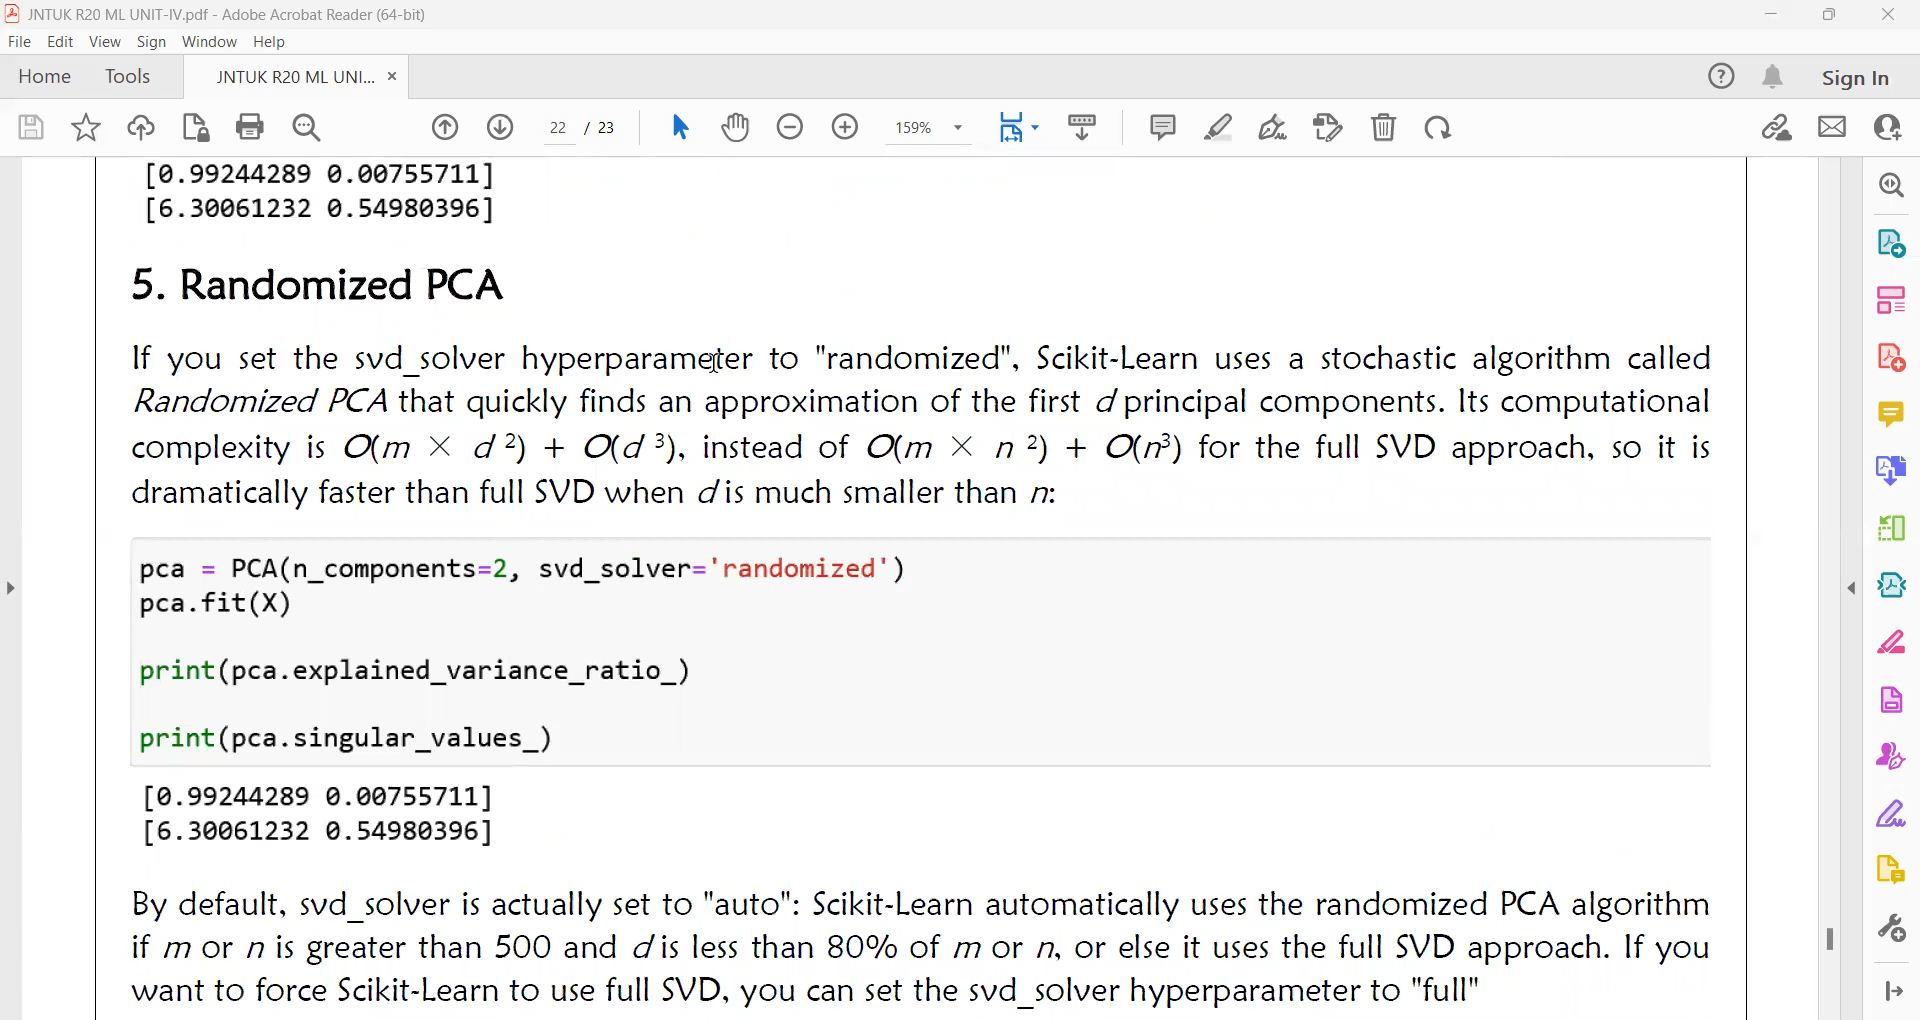 JNTUK R20 ML UNIT-IV.pdf - Adobe Acrobat Reader (64-bit)
File Edit View Sign Window Help
Home Tools JNTUK R20 ML UNI... × Sign In
22 / 23 159%
[0.99244289 0.00755711]
[6.30061232 0.54980396]
5. Randomized PCA
If you set the svd_solver hyperparameter to "randomized", Scikit-Learn uses a stochastic algorithm called
Randomized PCA that quickly finds an approximation of the first d principal components. Its computational
complexity is O(m × d ²) + O(d ³), instead of O(m × n ²) + O(n³) for the full SVD approach, so it is
dramatically faster than full SVD when d is much smaller than n:
pca = PCA(n_components=2, svd_solver='randomized')
pca.fit(X)
print(pca.explained_variance_ratio_)
print(pca.singular_values_)
[0.99244289 0.00755711]
[6.30061232 0.54980396]
By default, svd_solver is actually set to "auto": Scikit-Learn automatically uses the randomized PCA algorithm
if m or n is greater than 500 and d is less than 80% of m or n, or else it uses the full SVD approach. If you
want to force Scikit-Learn to use full SVD, you can set the svd_solver hyperparameter to "full"